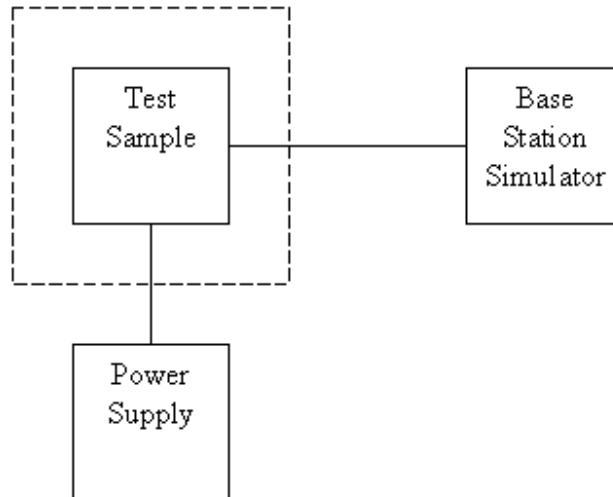 Test
Sample
Base
Station
Simulator
Power
Supply